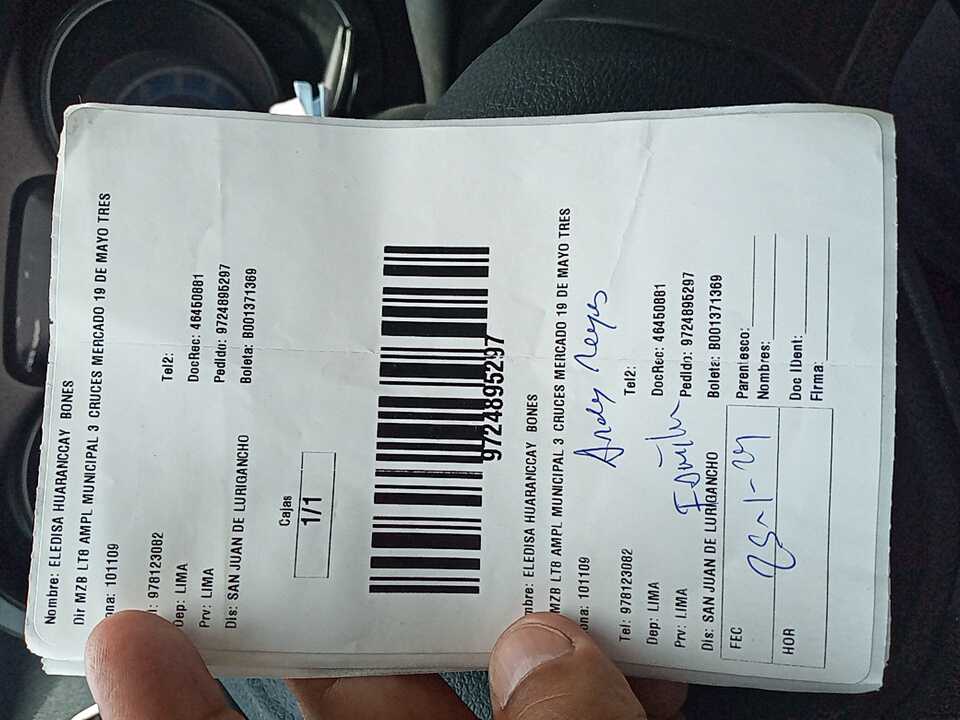 Nombre: ELEDISA HUARANCCAY BONES
Dir MZB LT8 AMPL MUNICIPAL 3 CRUCES MERCADO 19 DE MAYO TRES
ona: 101109
l: 978123082 Tel2:
Dep: LIMA DocRec: 46450881
Prv: LIMA Pedido: 9724895297
Dis: SAN JUAN DE LURIGANCHO Boleta: B001371369
Cajas
1/1
9724895297
mbre: ELEDISA HUARANCCAY BONES
MZB LT8 AMPL MUNICIPAL 3 CRUCES MERCADO 19 DE MAYO TRES
ona: 101109
Andy Reyes
Tel: 978123082 Tel2:
Dep: LIMA DocRec: 46450881
Prv: LIMA Pedido: 9724895297
Dis: SAN JUAN DE LURIGANCHO Boleta: B001371369
FEC Parentesco:
Nombres:
HOR Doc Ident:
Firma: